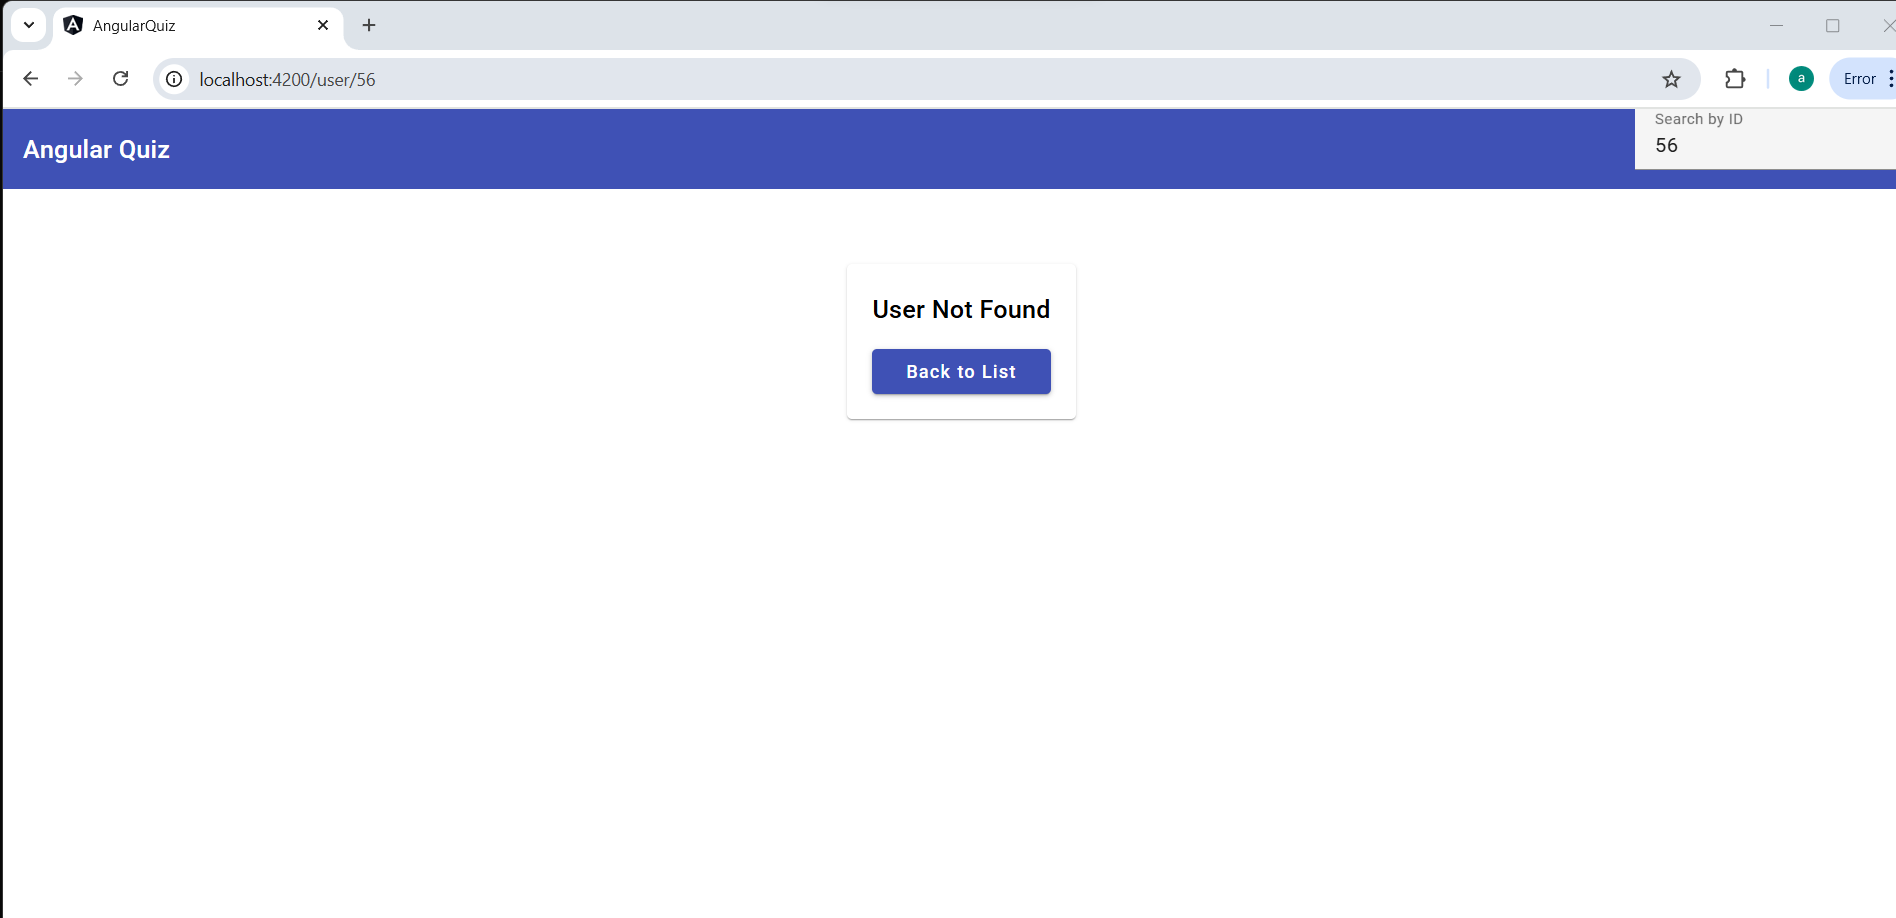 AngularQuiz
localhost:4200/user/56
a
Error
Angular Quiz
Search by ID
56
User Not Found
Back to List